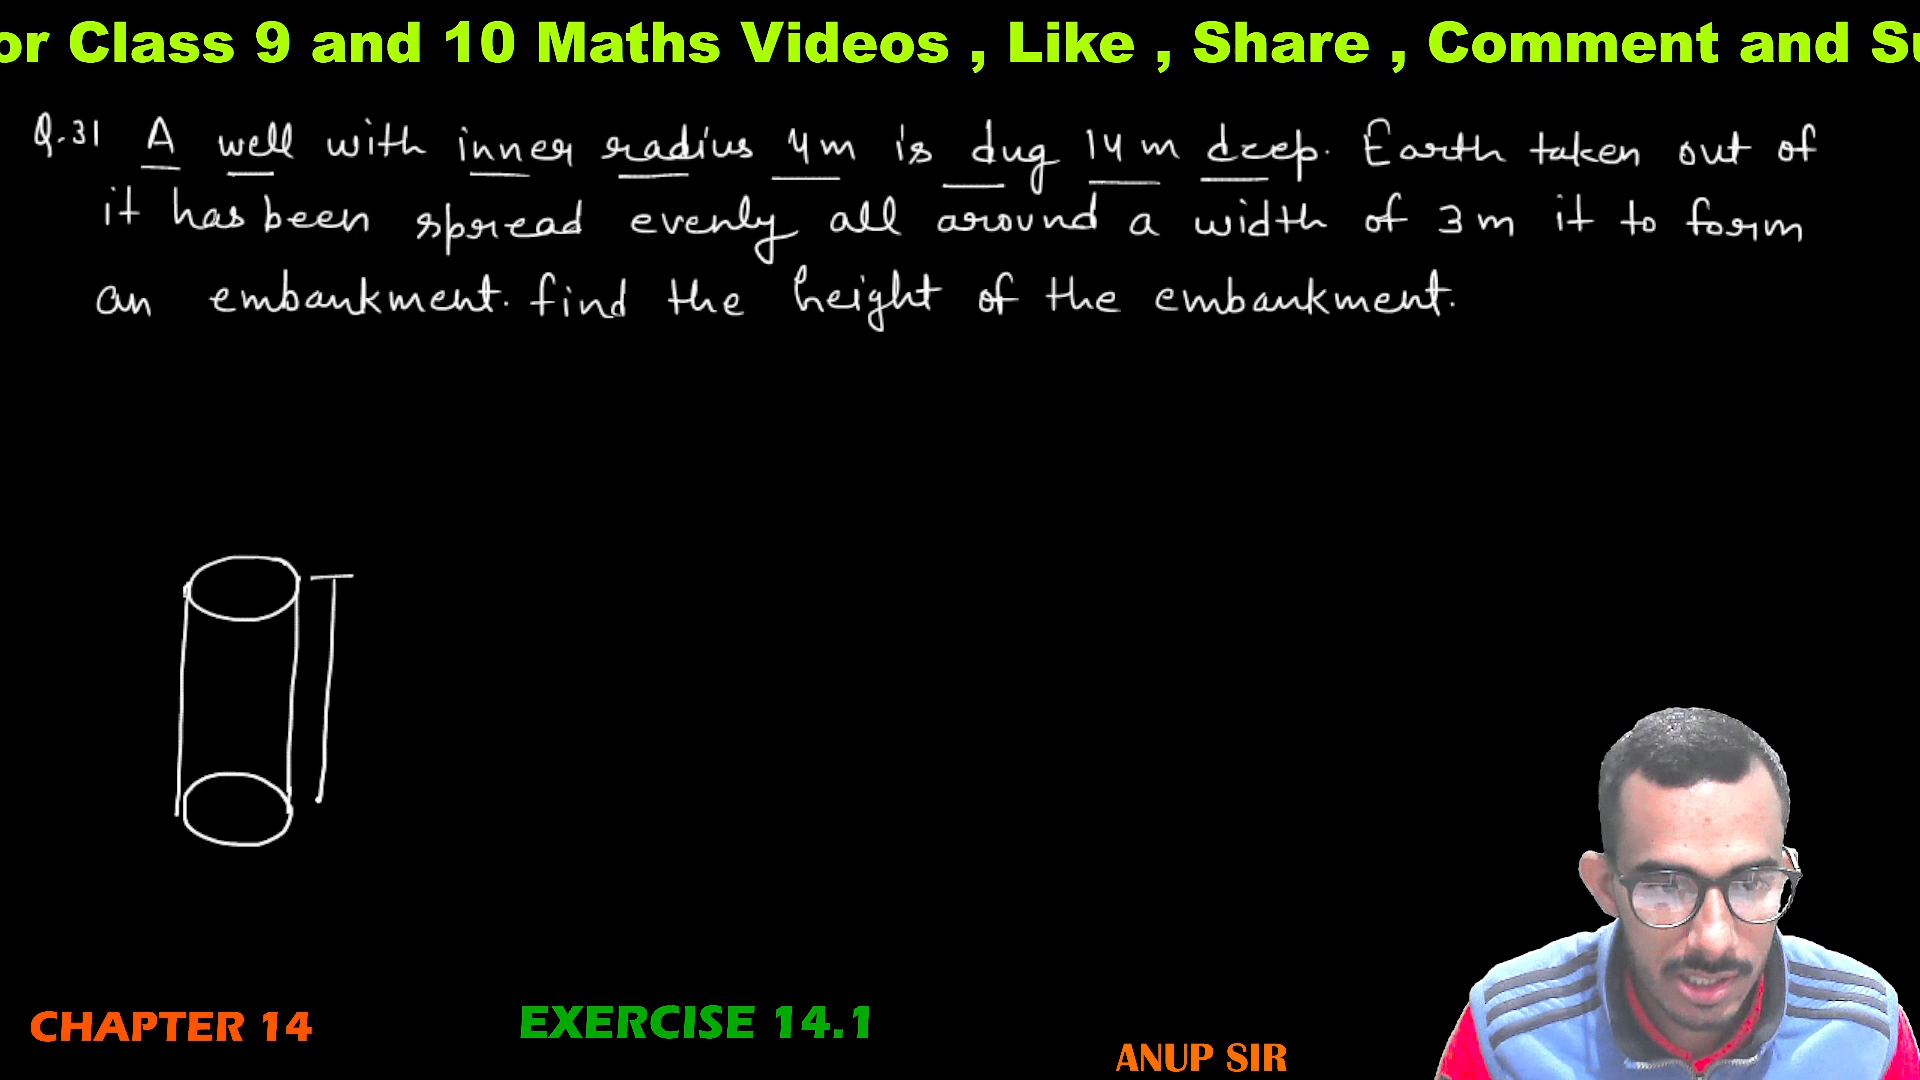 or Class 9 and 10 Maths Videos , Like , Share , Comment and Su
Q.31 A well with inner radius 4m is dug 14 m deep. Earth taken out of
it has been spread evenly all around a width of 3 m it to form
an embankment. find the height of the embankment.
CHAPTER 14
EXERCISE 14.1
ANUP SIR